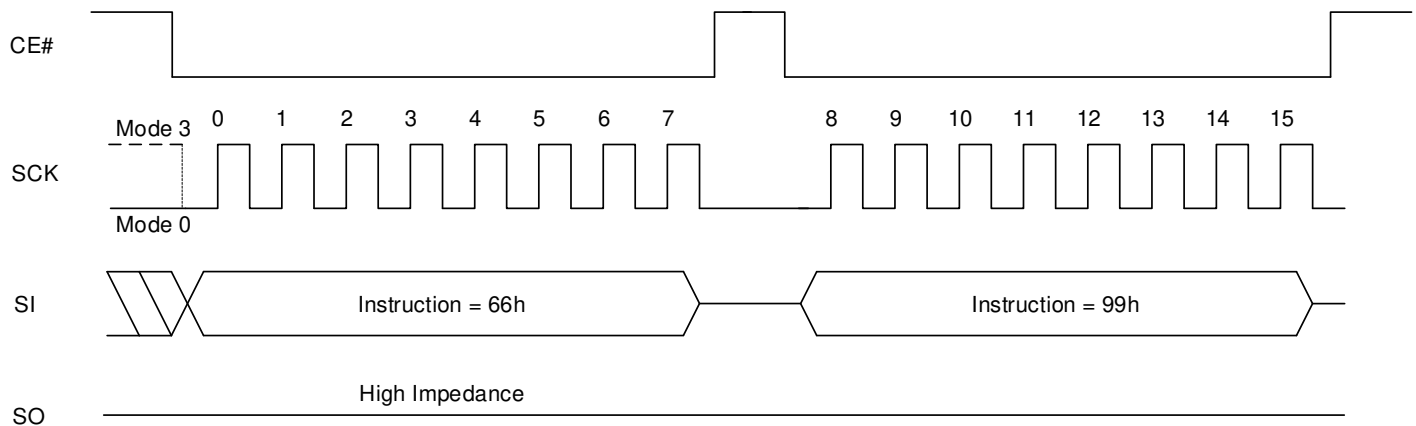 CE#
Mode 3
0 1 2 3 4 5 6 7 8 9 10 11 12 13 14 15
SCK
Mode 0
SI
Instruction = 66h
Instruction = 99h
High Impedance
SO